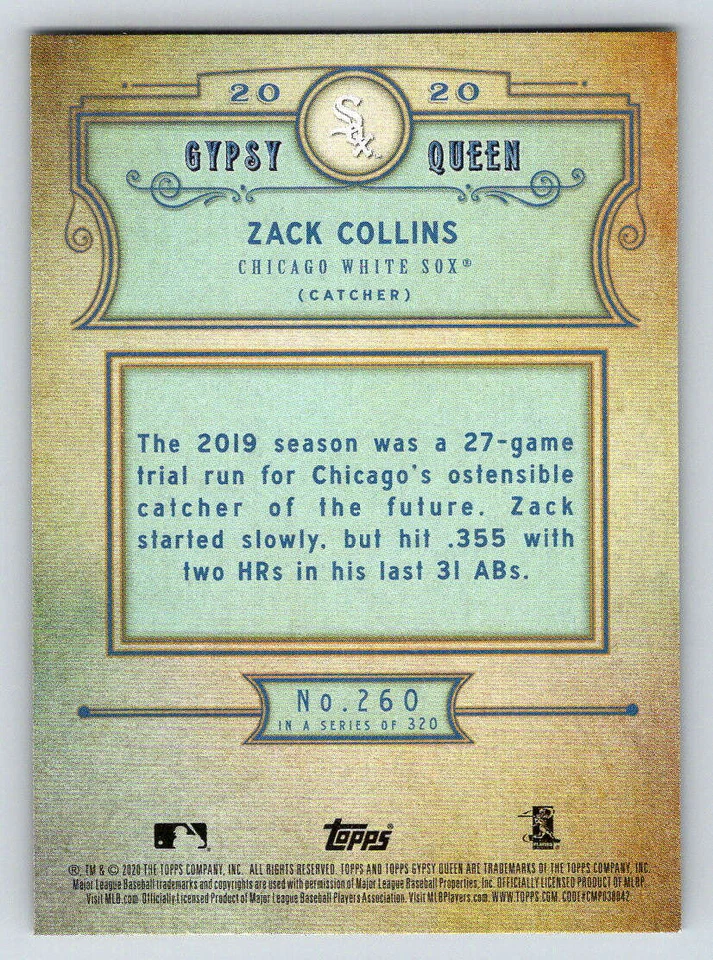 20 20
Sox
GYPSY QUEEN
ZACK COLLINS
CHICAGO WHITE SOX®
(CATCHER)
The 2019 season was a 27-game
trial run for Chicago's ostensible
catcher of the future. Zack
started slowly, but hit .355 with
two HRs in his last 31 ABs.
No.260
IN A SERIES OF 320
Topps®
®, TM & © 2020 THE TOPPS COMPANY, INC. ALL RIGHTS RESERVED. TOPPS AND TOPPS GYPSY QUEEN ARE TRADEMARKS OF THE TOPPS COMPANY, INC.
Major League Baseball trademarks and copyrights are used with permission of Major League Baseball Properties, Inc. OFFICIALLY LICENSED PRODUCT OF MLBP.
Visit MLB.com Officially Licensed Product of Major League Baseball Players Association. Visit MLBPlayers.com. WWW.TOPPS.COM. CODE#CMP038042